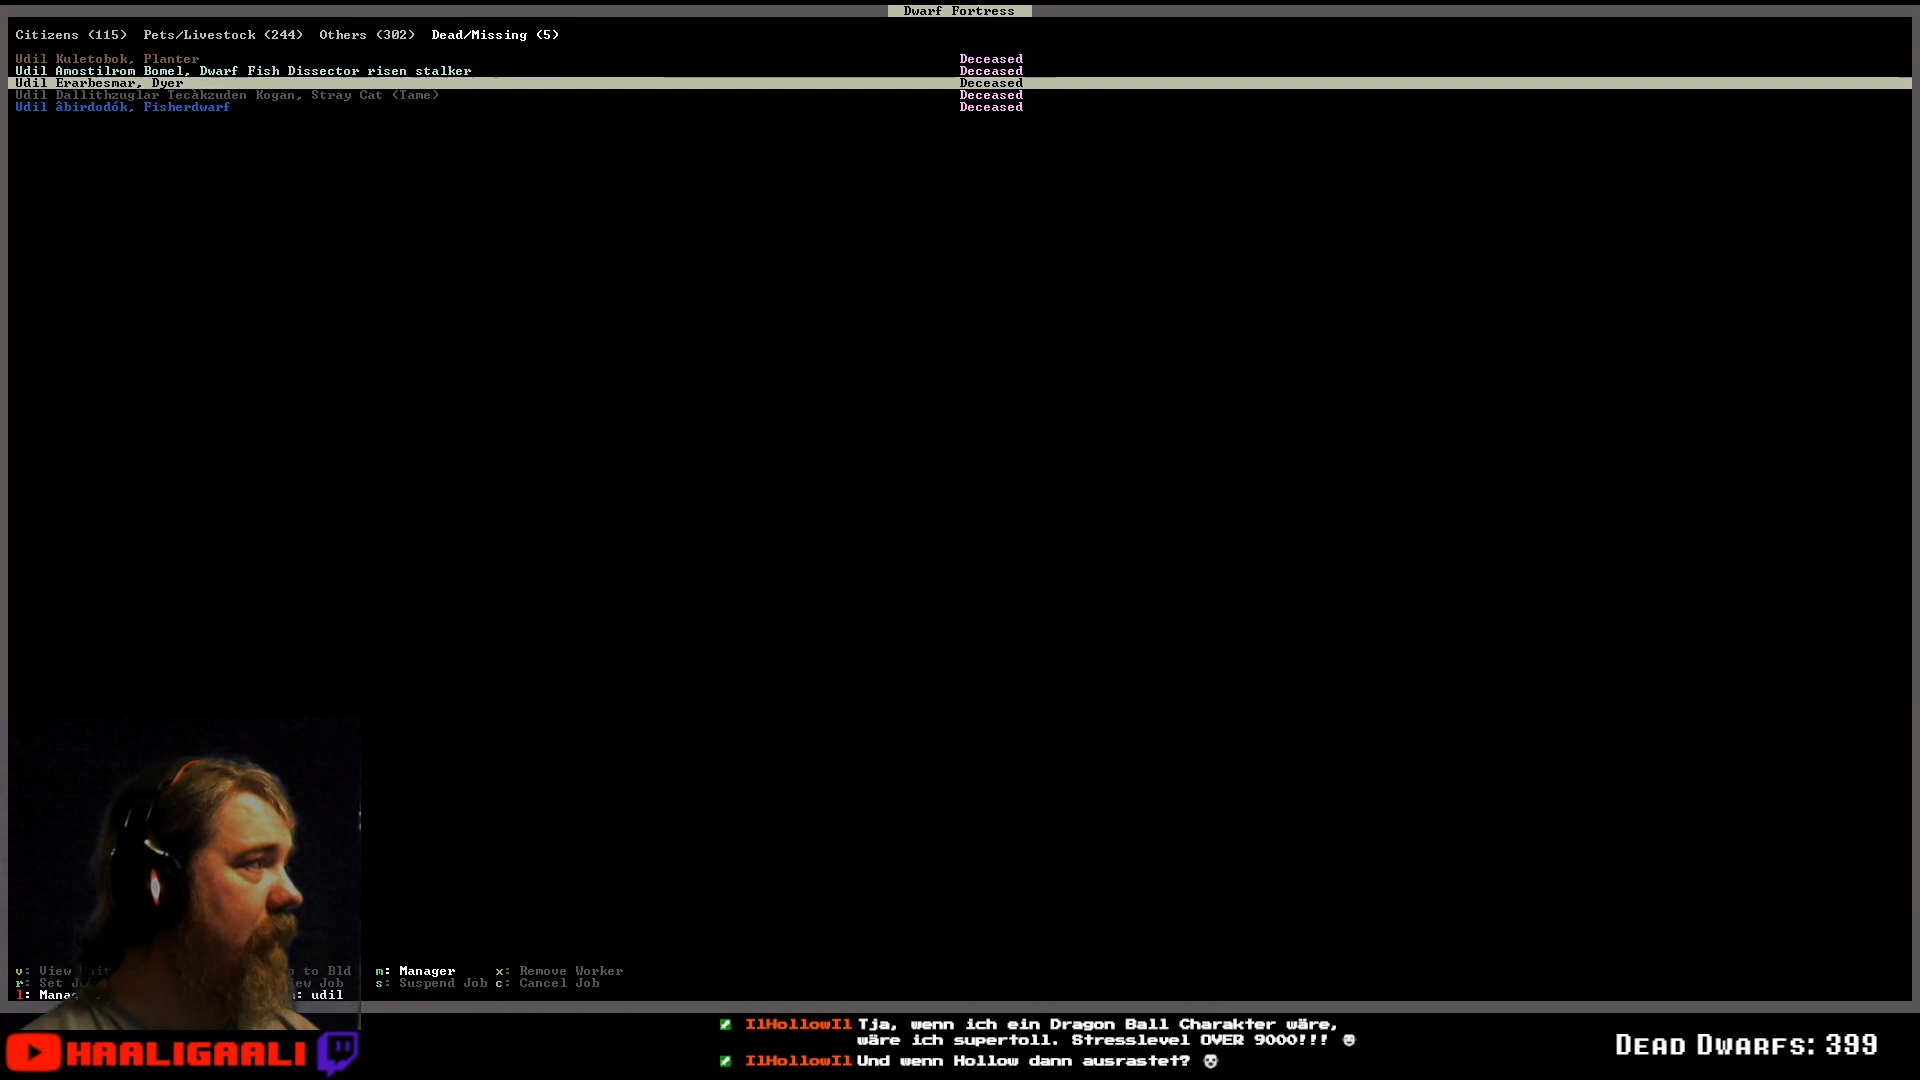 Dwarf Fortress
Citizens (115) Pets/Livestock (244) Others (302) Dead/Missing (5)
Udil Kuletobok, Planter Deceased
Udil Amostilrom Bomel, Dwarf Fish Dissector risen stalker Deceased
Udil Erarbesmar, Dyer Deceased
Udil Dallithzuglar Tecàkzuden Kogan, Stray Cat (Tame) Deceased
Udil Âbirdodók, Fisherdwarf Deceased
v: View to Bld m: Manager x: Remove Worker
r: Set Job s: Suspend Job c: Cancel Job
l: : udil
IlHollowIl Tja, wenn ich ein Dragon Ball Charakter wäre,
wäre ich supertoll. Stresslevel OVER 9000!!!
IlHollowIl Und wenn Hollow dann ausrastet?
HAALIGAALI
DEAD DWARFS: 399